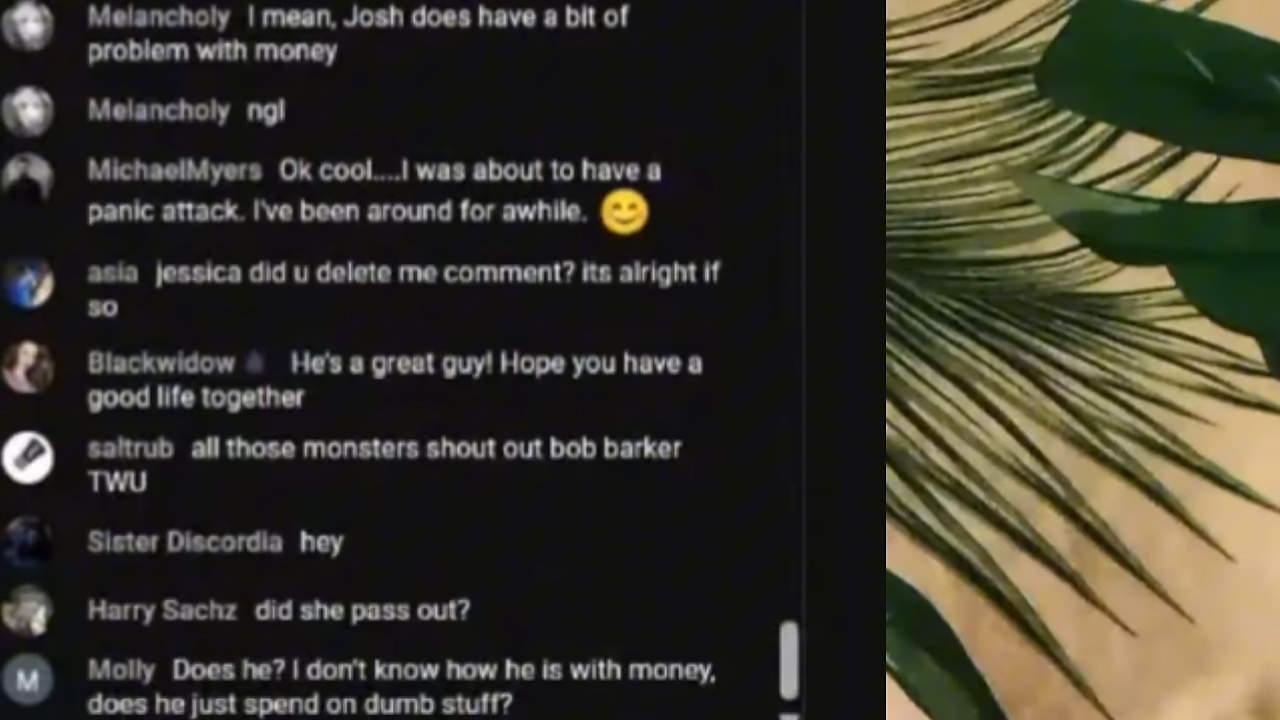 Melancholy I mean, Josh does have a bit of
problem with money
Melancholy ngl
MichaelMyers Ok cool....I was about to have a
panic attack. I've been around for awhile. 😊
asia jessica did u delete me comment? its alright if
so
Blackwidow He's a great guy! Hope you have a
good life together
saltrub all those monsters shout out bob barker
TWU
Sister Discordia hey
Harry Sachz did she pass out?
M
Molly Does he? I don't know how he is with money,
does he just spend on dumb stuff?